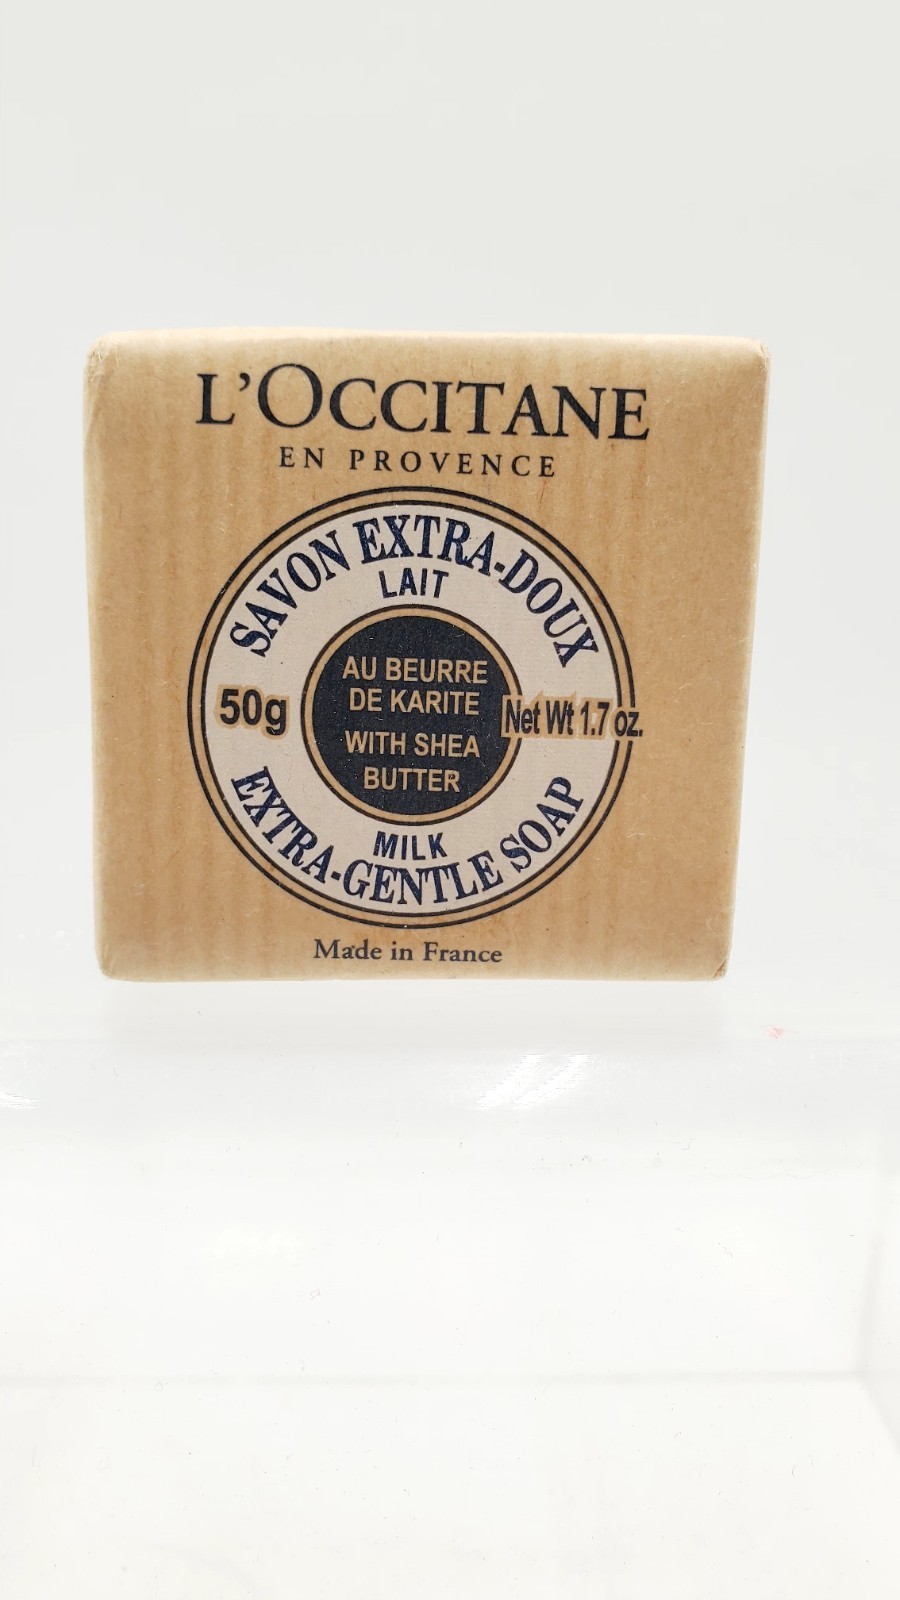 L'OCCITANE
EN PROVENCE
SAVON EXTRA-DOUX
LAIT
50g
AU BEURRE
DE KARITE
WITH SHEA
BUTTER
Net Wt 1.7 oz.
MILK
EXTRA-GENTLE SOAP
Made in France